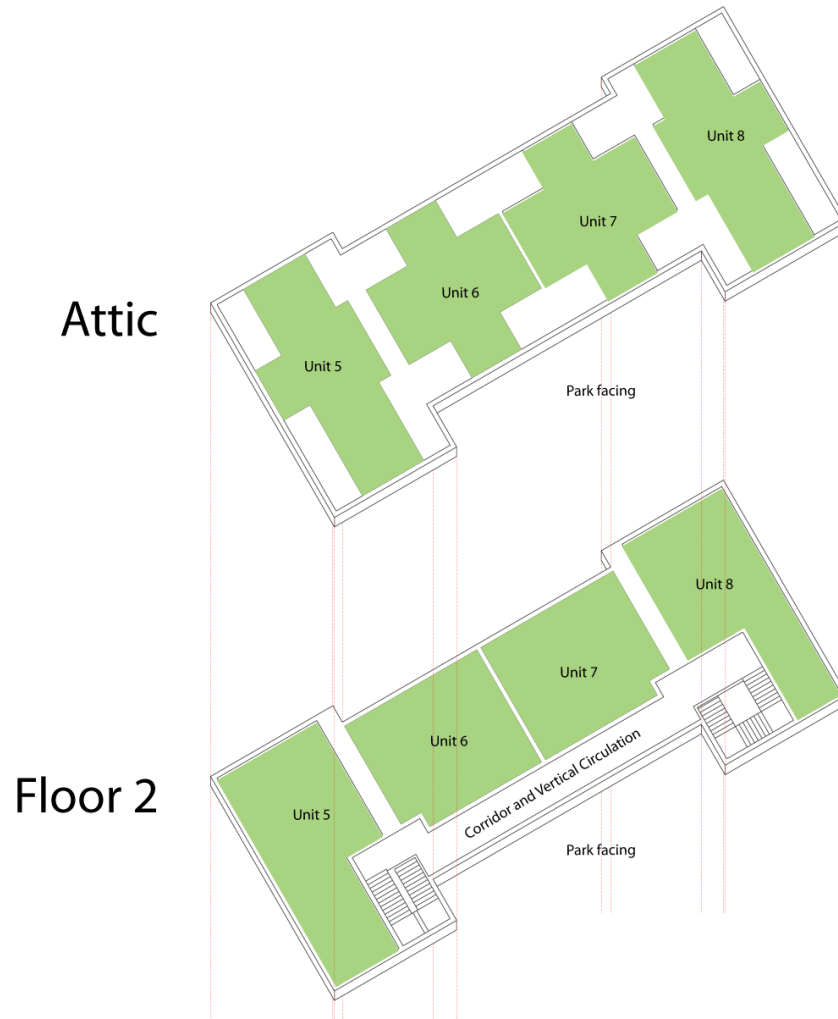 Unit 8
Unit 7
Unit 6
Attic
Unit 5
Park facing
Unit 8
Unit 7
Unit 6
Corridor and Vertical Circulation
Floor 2
Unit 5
Park facing